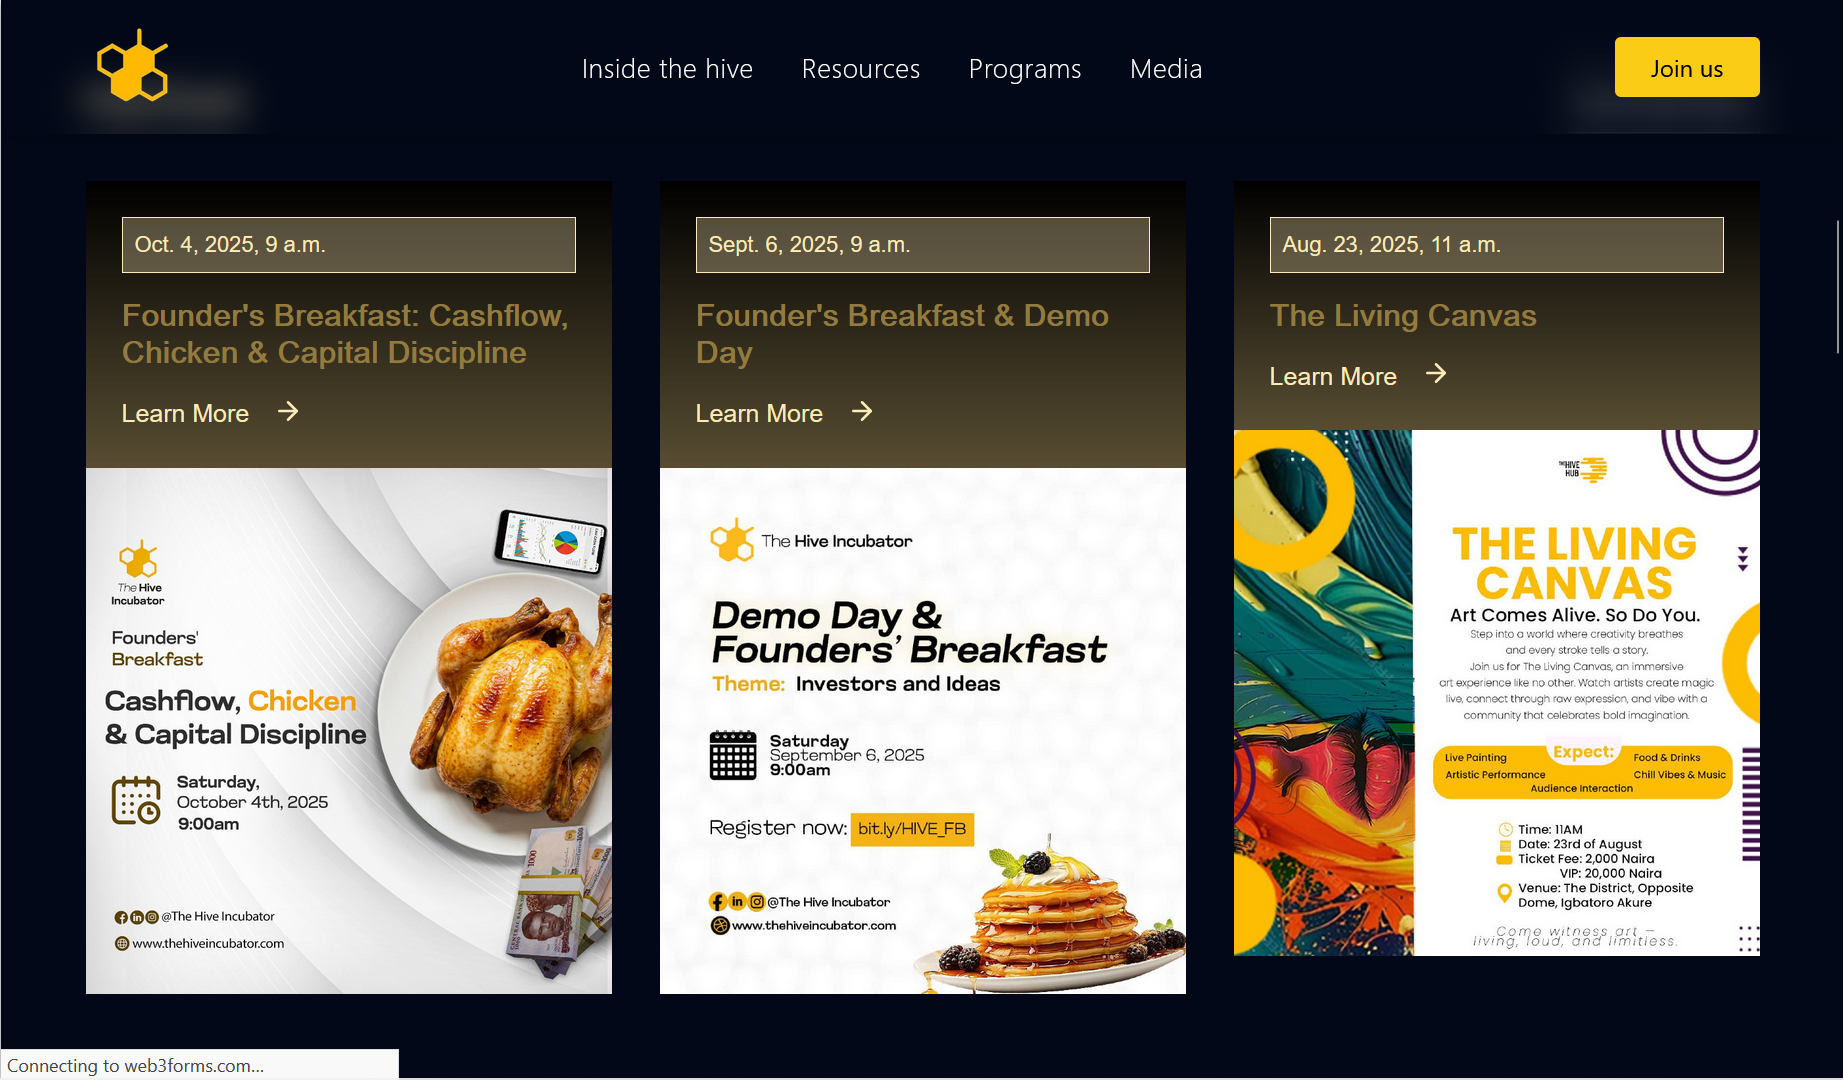 Inside the hive
Resources
Programs
Media
Join us
Oct. 4, 2025, 9 a.m.
Founder's Breakfast: Cashflow,
Chicken & Capital Discipline
Learn More
The Hive
Incubator
Founders'
Breakfast
Cashflow, Chicken
& Capital Discipline
Saturday,
October 4th, 2025
9:00am
@The Hive Incubator
www.thehiveincubator.com
1000
Sept. 6, 2025, 9 a.m.
Founder's Breakfast & Demo
Day
Learn More
The Hive Incubator
Demo Day &
Founders' Breakfast
Theme: Investors and Ideas
Saturday
September 6, 2025
9:00am
Register now: bit.ly/HIVE_FB
@The Hive Incubator
www.thehiveincubator.com
Aug. 23, 2025, 11 a.m.
The Living Canvas
Learn More
THE HIVE
HUB
THE LIVING
CANVAS
Art Comes Alive. So Do You.
Step into a world where creativity breathes
and every stroke tells a story.
Join us for The Living Canvas, an immersive
art experience like no other. Watch artists create magic
live, connect through raw expression, and vibe with a
community that celebrates bold imagination.
Expect:
Live Painting
Food & Drinks
Artistic Performance
Chill Vibes & Music
Audience Interaction
Time: 11AM
Date: 23rd of August
Ticket Fee: 2,000 Naira
VIP: 20,000 Naira
Venue: The District, Opposite
Dome, Igbatoro Akure
Come witness art —
living, loud, and limitless.
Connecting to web3forms.com...